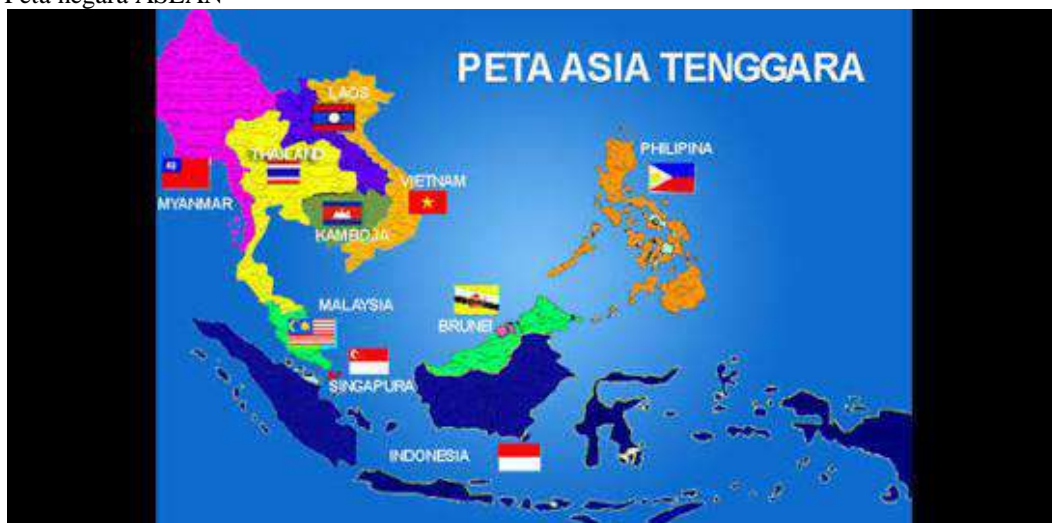 Peta negara ASEAN
PETA ASIA TENGGARA
LAOS
PHILIPINA
THAILAND
VIETNAM
MYANMAR
KAMBOJA
MALAYSIA
BRUNEI
SINGAPURA
INDONESIA